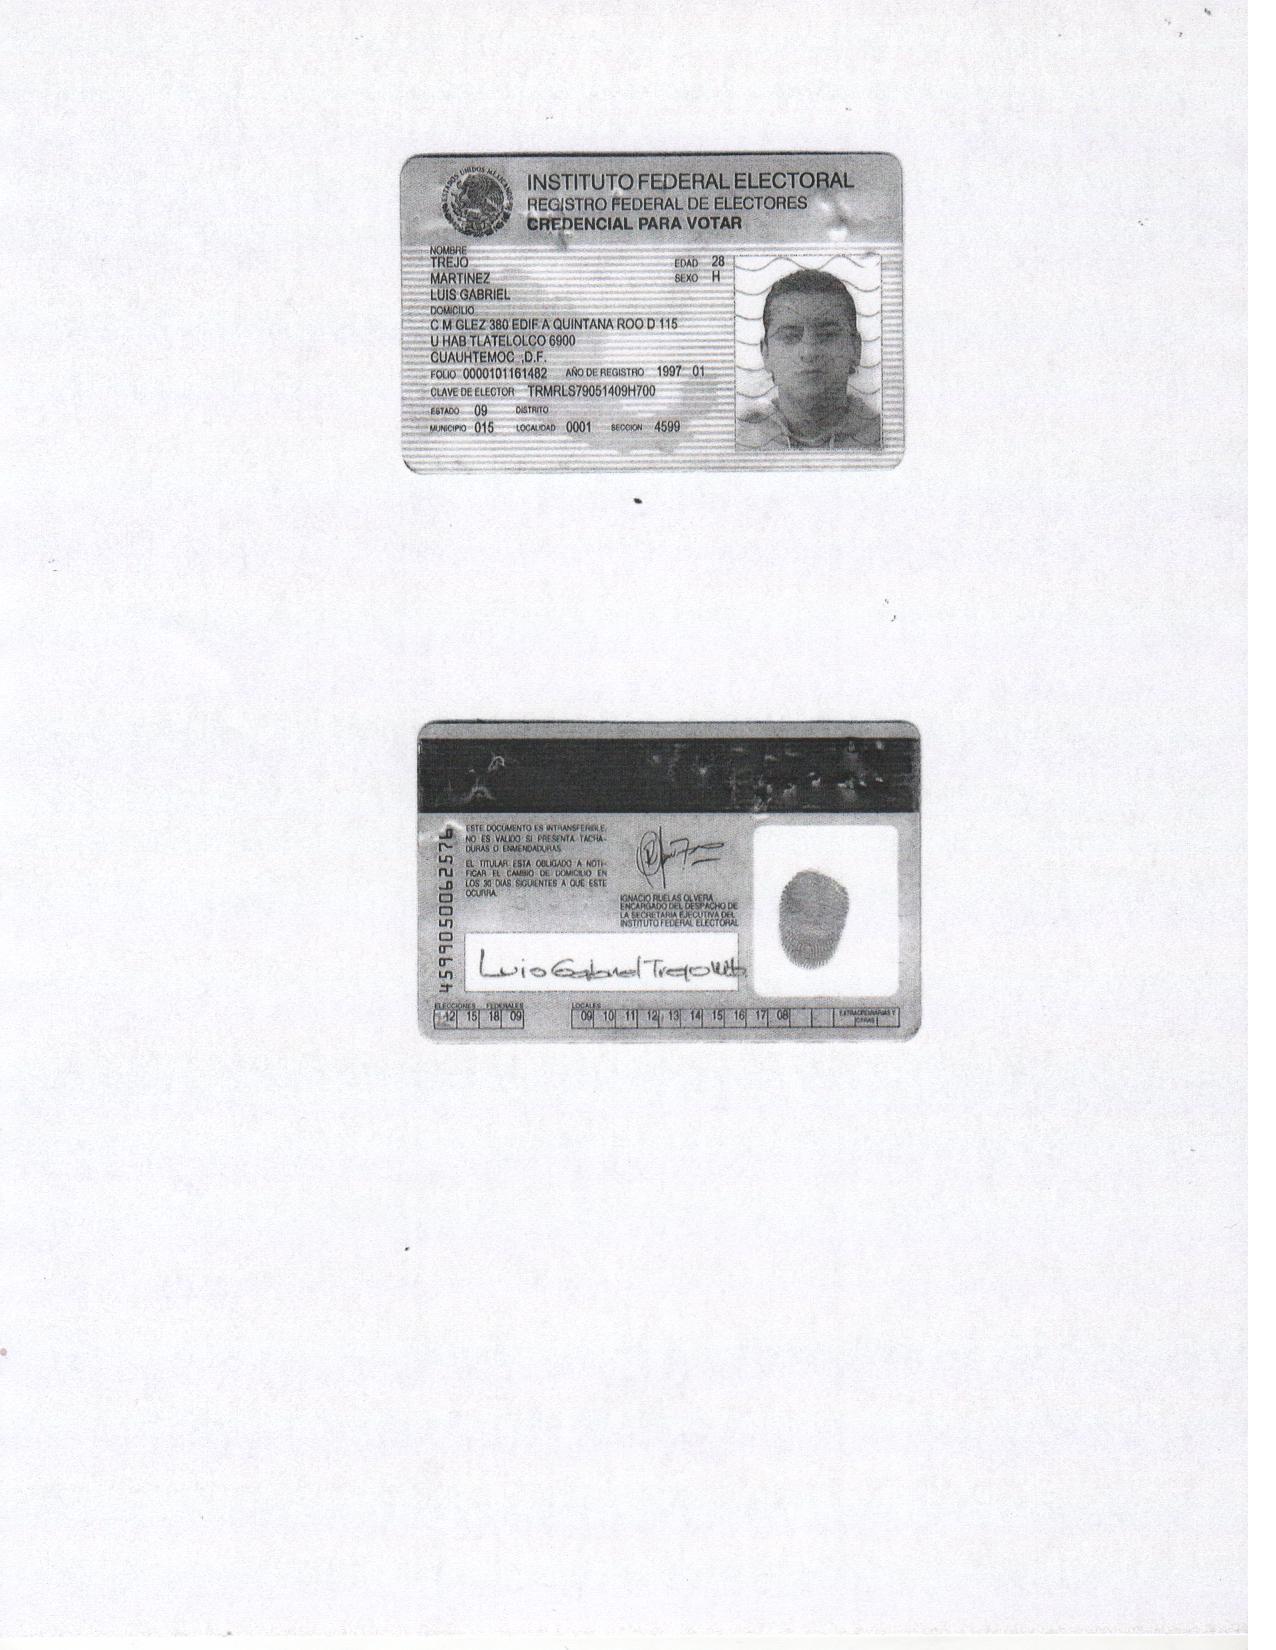 ESTADOS UNIDOS MEXICANOS
INSTITUTO FEDERAL ELECTORAL
REGISTRO FEDERAL DE ELECTORES
CREDENCIAL PARA VOTAR
NOMBRE
TREJO
MARTINEZ
LUIS GABRIEL
EDAD 28
SEXO H
DOMICILIO
C M GLEZ 380 EDIF A QUINTANA ROO D 115
U HAB TLATELOLCO 6900
CUAUHTEMOC ,D.F.
FOLIO 0000101161482 AÑO DE REGISTRO 1997 01
CLAVE DE ELECTOR TRMRLS79051409H700
ESTADO 09 DISTRITO
MUNICIPIO 015 LOCALIDAD 0001 SECCION 4599
4599050062576
ESTE DOCUMENTO ES INTRANSFERIBLE,
NO ES VALIDO SI PRESENTA TACHA-
DURAS O ENMENDADURAS.
EL TITULAR ESTA OBLIGADO A NOTI-
FICAR EL CAMBIO DE DOMICILIO EN
LOS 30 DIAS SIGUIENTES A QUE ESTE
OCURRA.
IGNACIO RUELAS OLVERA
ENCARGADO DEL DESPACHO DE
LA SECRETARIA EJECUTIVA DEL
INSTITUTO FEDERAL ELECTORAL
Luis Gabriel Trejo
ELECCIONES FEDERALES
12 15 18 09
LOCALES
09 10 11 12 13 14 15 16 17 08
EXTRAORDINARIAS Y
OTRAS